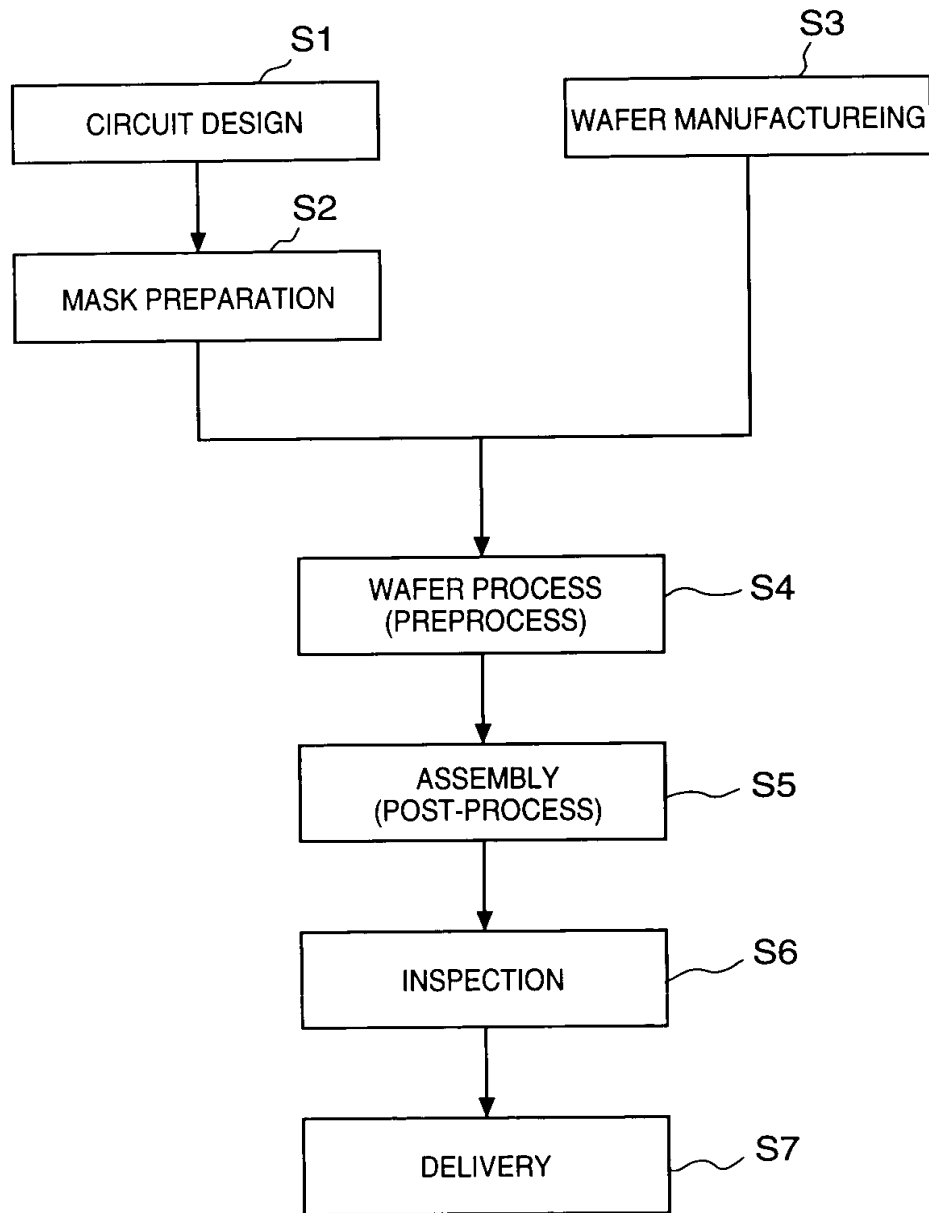 S1
CIRCUIT DESIGN
S3
WAFER MANUFACTUREING
S2
MASK PREPARATION
WAFER PROCESS
(PREPROCESS)
S4
ASSEMBLY
(POST-PROCESS)
S5
INSPECTION
S6
DELIVERY
S7